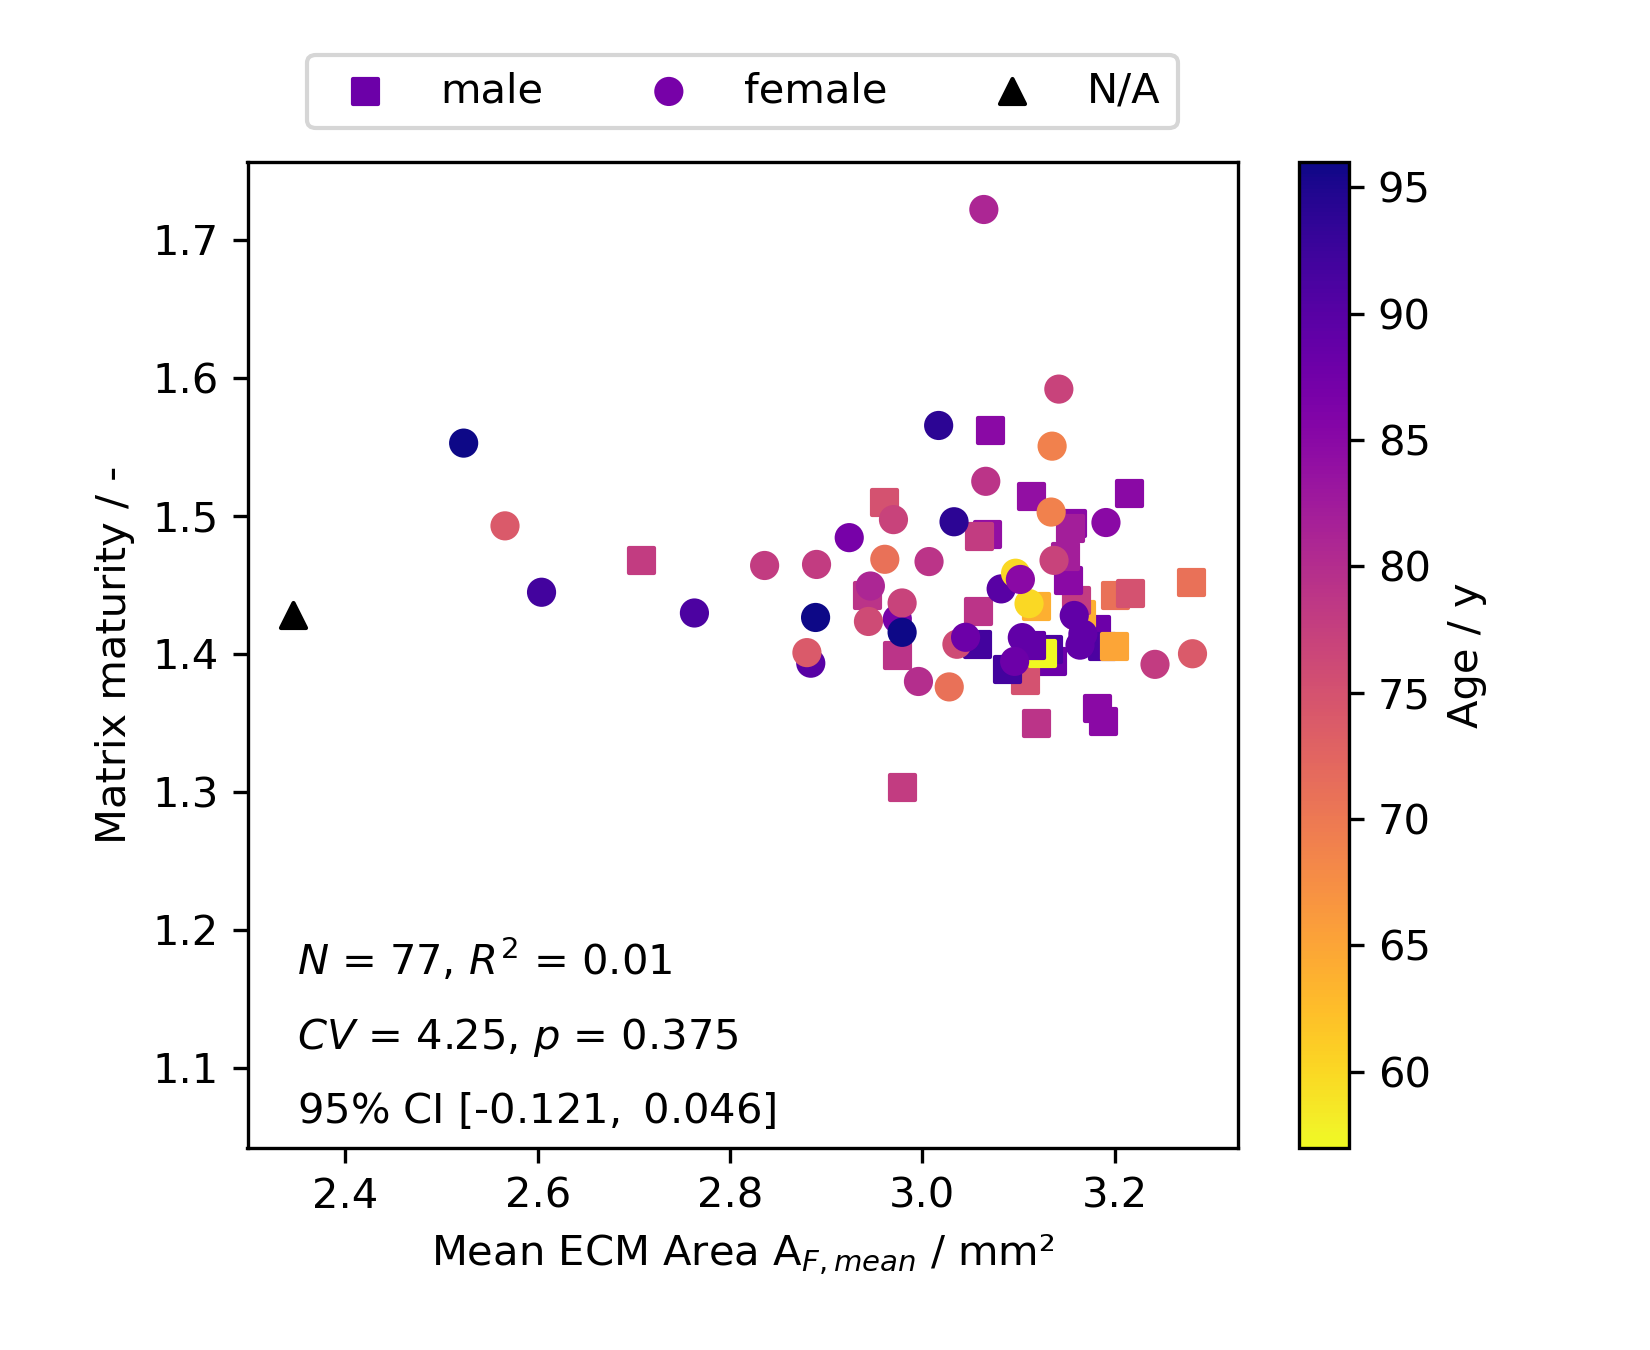 male female N/A
1.7
1.6
1.5
1.4
1.3
1.2
1.1
Matrix maturity / -
N = 77, R² = 0.01
CV = 4.25, p = 0.375
95% CI [-0.121, 0.046]
2.4 2.6 2.8 3.0 3.2
Mean ECM Area A_{F, mean} / mm²
95
90
85
80
75
70
65
60
Age / y